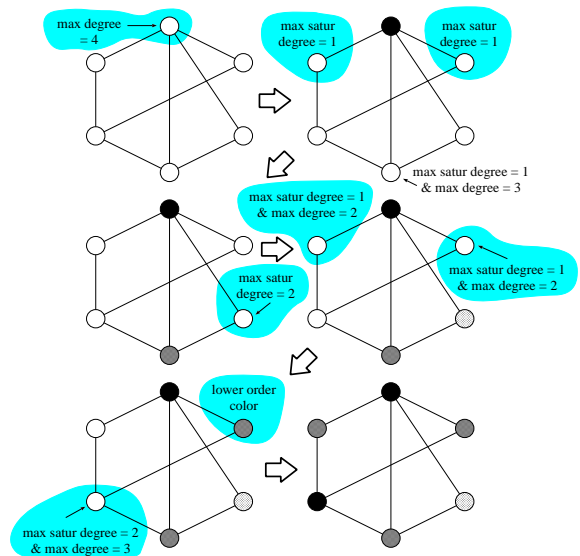 max degree
= 4
max satur
degree = 1
max satur
degree = 1
max satur degree = 1
& max degree = 3
max satur degree = 1
& max degree = 2
max satur
degree = 2
max satur degree = 1
& max degree = 2
lower order
color
max satur degree = 2
& max degree = 3